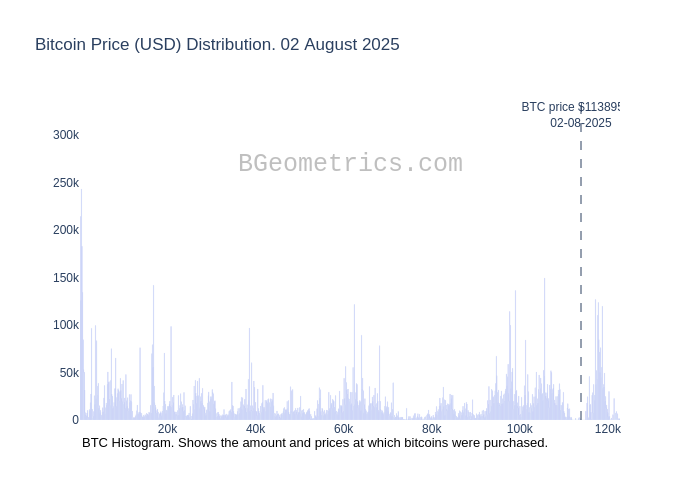 Bitcoin Price (USD) Distribution. 02 August 2025
BTC price $113895
02-08-2025
300k
BGeometrics.com
250k
200k
150k
100k
50k
0
20k 40k 60k 80k 100k 120k
BTC Histogram. Shows the amount and prices at which bitcoins were purchased.